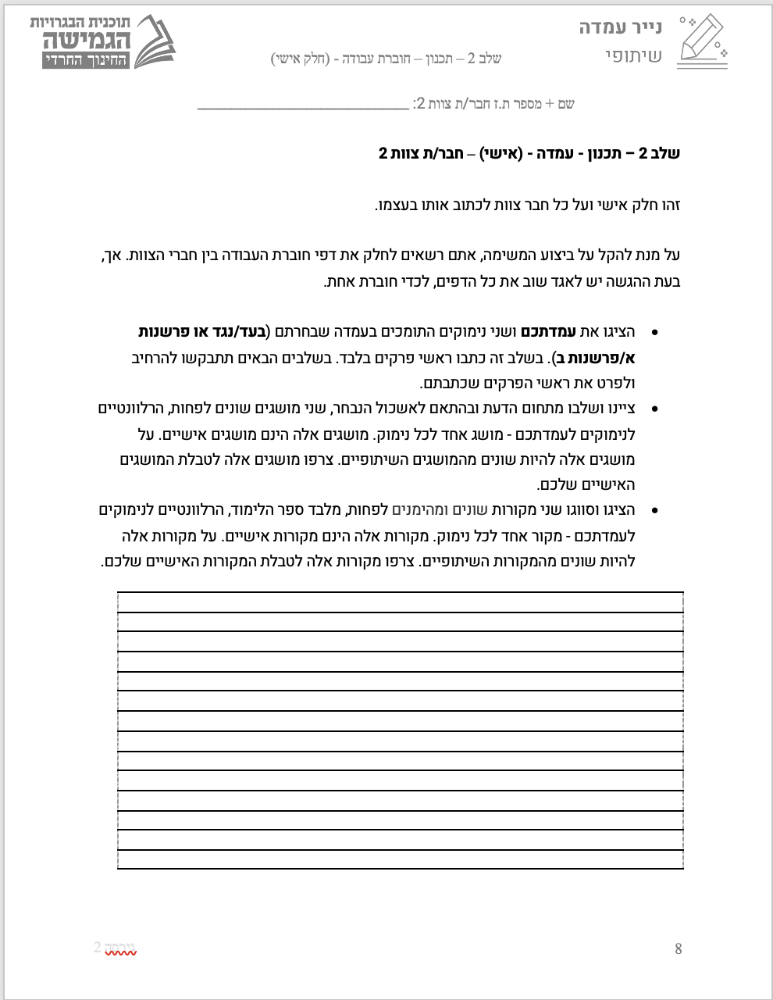 נייר עמדה
שיתופי
שלב 2 – תכנון – חוברת עבודה - (חלק אישי)
תוכנית הבגרויות
הגמישה
החינוך החרדי
שם + מספר ת.ז חבר/ת צוות 2: ____________________________
שלב 2 – תכנון - עמדה - (אישי) – חבר/ת צוות 2
זהו חלק אישי ועל כל חבר צוות לכתוב אותו בעצמו.
על מנת להקל על ביצוע המשימה, אתם רשאים לחלק את דפי חוברת העבודה בין חברי הצוות. אך,
בעת ההגשה יש לאגד שוב את כל הדפים, לכדי חוברת אחת.
• הציגו את עמדתכם ושני נימוקים התומכים בעמדה שבחרתם (בעד/נגד או פרשנות
א/פרשנות ב). בשלב זה כתבו ראשי פרקים בלבד. בשלבים הבאים תתבקשו להרחיב
ולפרט את ראשי הפרקים שכתבתם.
• ציינו ושלבו מתחום הדעת ובהתאם לאשכול הנבחר, שני מושגים שונים לפחות, הרלוונטיים
לנימוקים לעמדתכם - מושג אחד לכל נימוק. מושגים אלה הינם מושגים אישיים. על
מושגים אלה להיות שונים מהמושגים השיתופיים. צרפו מושגים אלה לטבלת המושגים
האישיים שלכם.
• הציגו וסווגו שני מקורות שונים ומהימנים לפחות, מלבד ספר הלימוד, הרלוונטיים לנימוקים
לעמדתכם - מקור אחד לכל נימוק. מקורות אלה הינם מקורות אישיים. על מקורות אלה
להיות שונים מהמקורות השיתופיים. צרפו מקורות אלה לטבלת המקורות האישיים שלכם.
8
גירסה 2